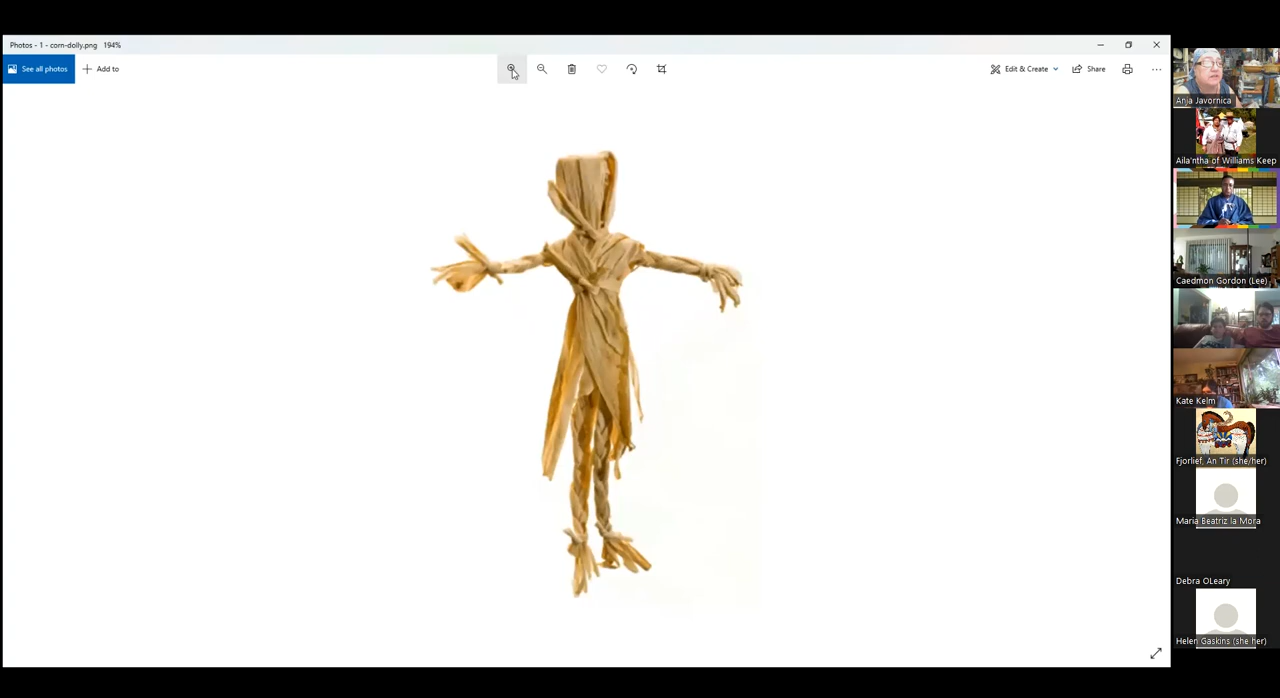 Photos - 1 - corn-dolly.png 194%
See all photos
Add to
Edit & Create
Share
Anja Javornica
Aila'ntha of Williams Keep
Caedmon Gordon (Lee)
Kate Kelm
Fjorlief, An Tir (she/her)
Maria Beatriz la Mora
Debra OLeary
Helen Gaskins (she her)